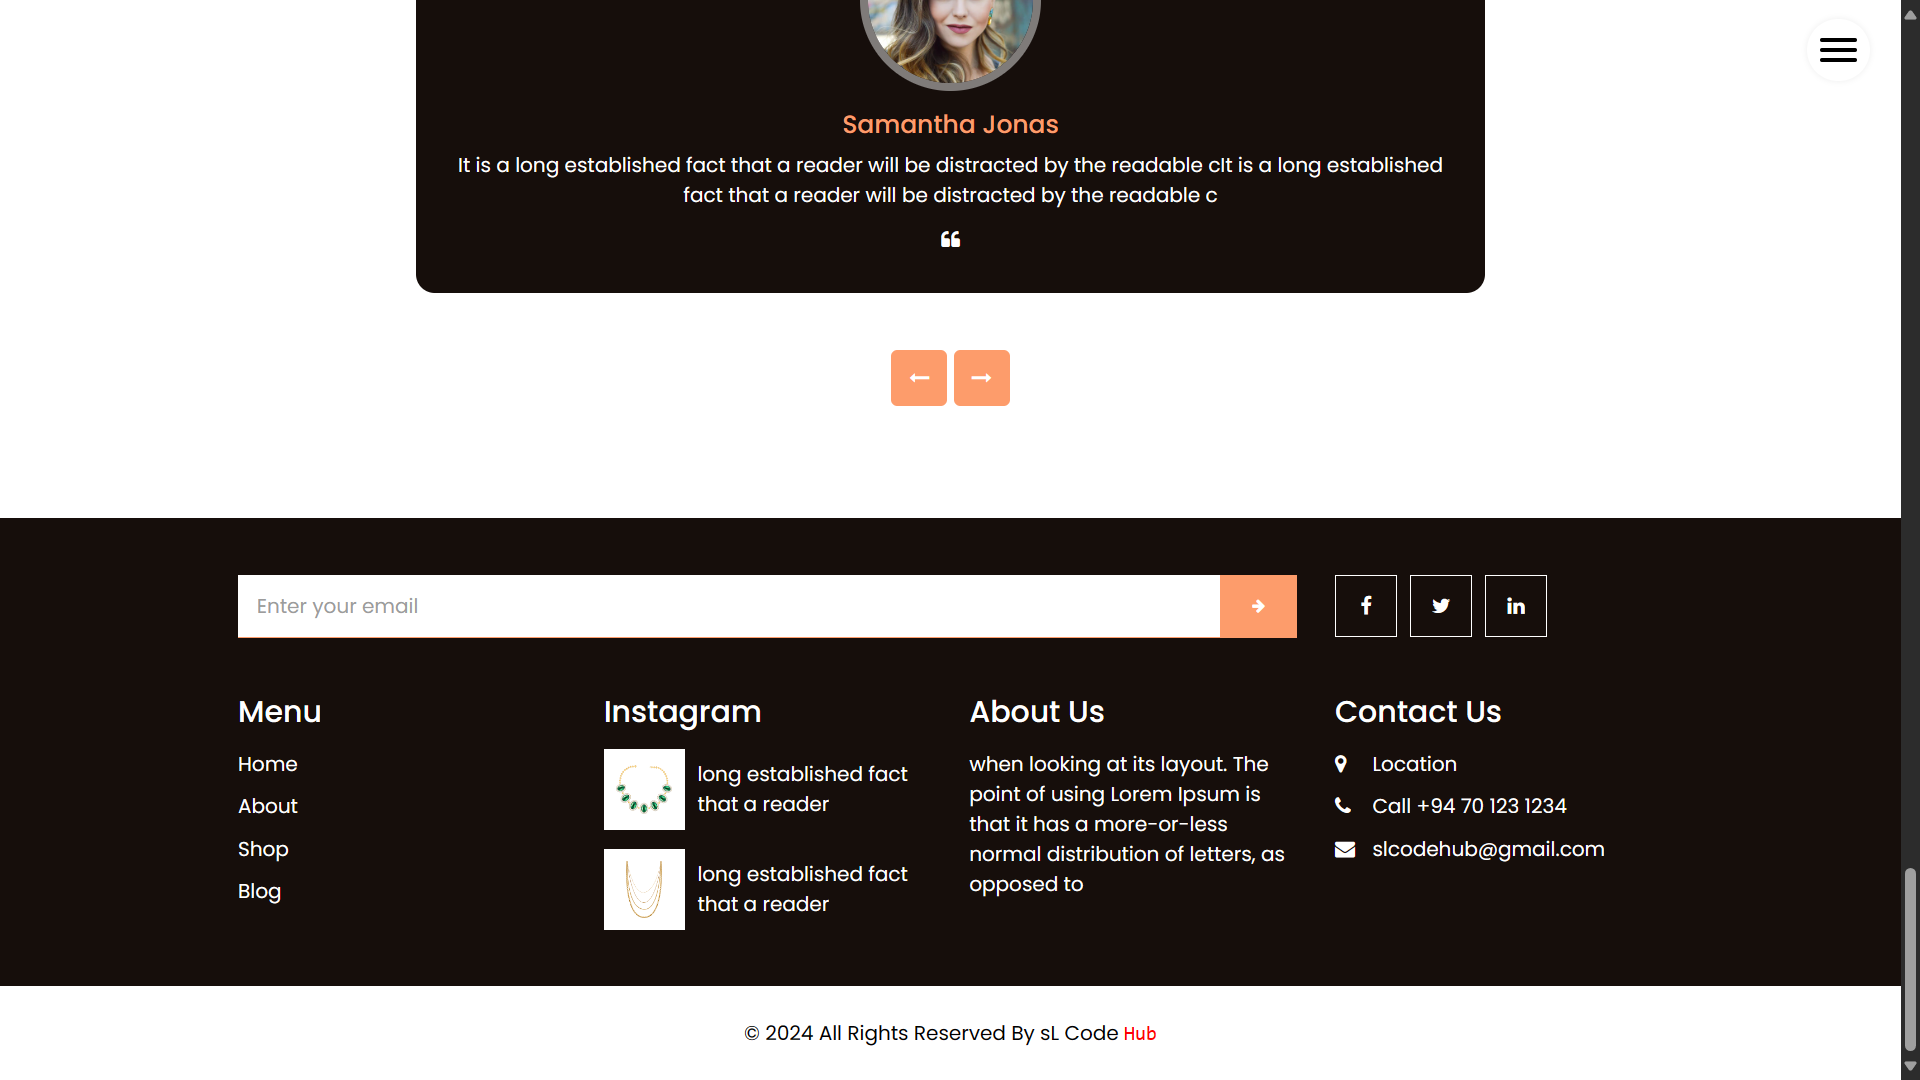 Samantha Jonas
It is a long established fact that a reader will be distracted by the readable cIt is a long established
fact that a reader will be distracted by the readable c
Enter your email
Menu
Home
About
Shop
Blog
Instagram
long established fact
that a reader
long established fact
that a reader
About Us
when looking at its layout. The
point of using Lorem Ipsum is
that it has a more-or-less
normal distribution of letters, as
opposed to
Contact Us
Location
Call +94 70 123 1234
slcodehub@gmail.com
© 2024 All Rights Reserved By sL Code Hub